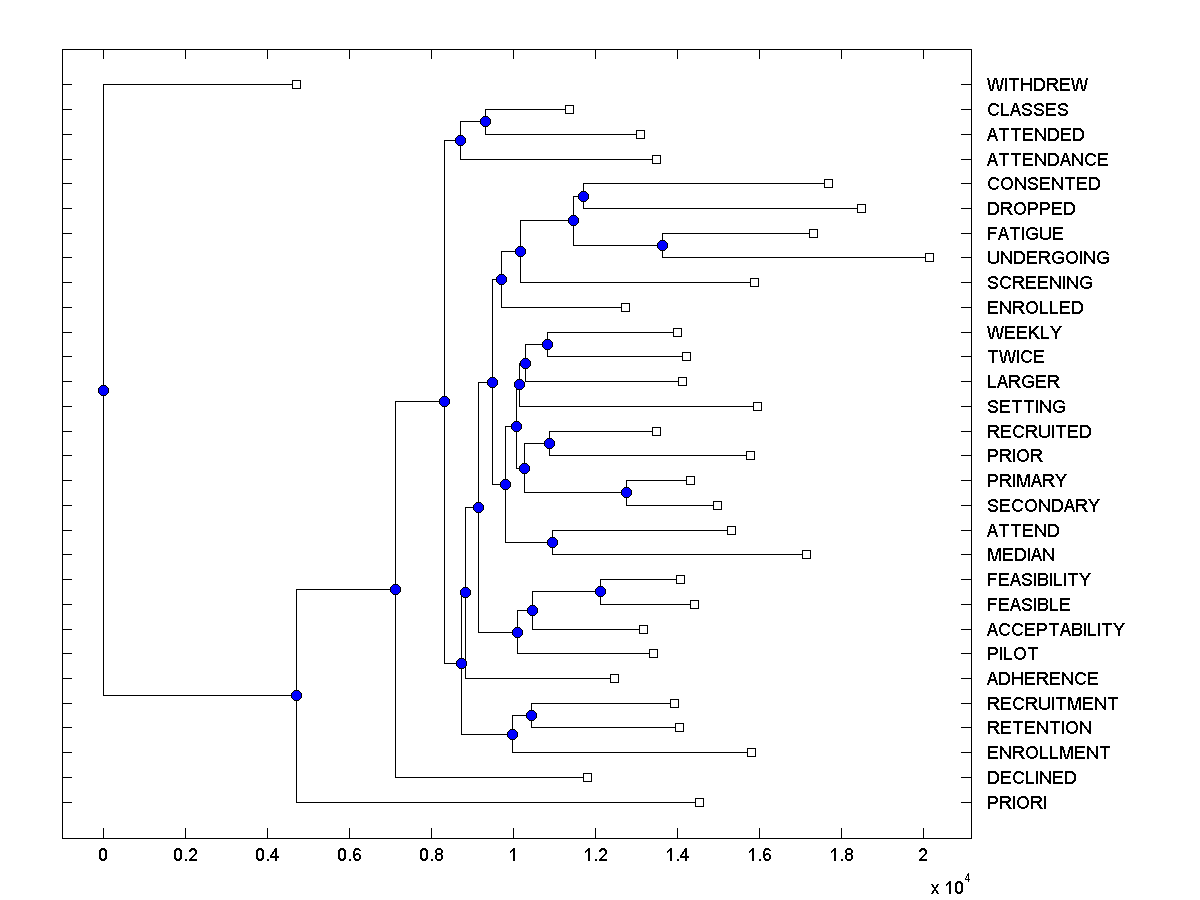 WITHDREW
CLASSES
ATTENDED
ATTENDANCE
CONSENTED
DROPPED
FATIGUE
UNDERGOING
SCREENING
ENROLLED
WEEKLY
TWICE
LARGER
SETTING
RECRUITED
PRIOR
PRIMARY
SECONDARY
ATTEND
MEDIAN
FEASIBILITY
FEASIBLE
ACCEPTABILITY
PILOT
ADHERENCE
RECRUITMENT
RETENTION
ENROLLMENT
DECLINED
PRIORI
0 0.2 0.4 0.6 0.8 1 1.2 1.4 1.6 1.8 2
x 10^4